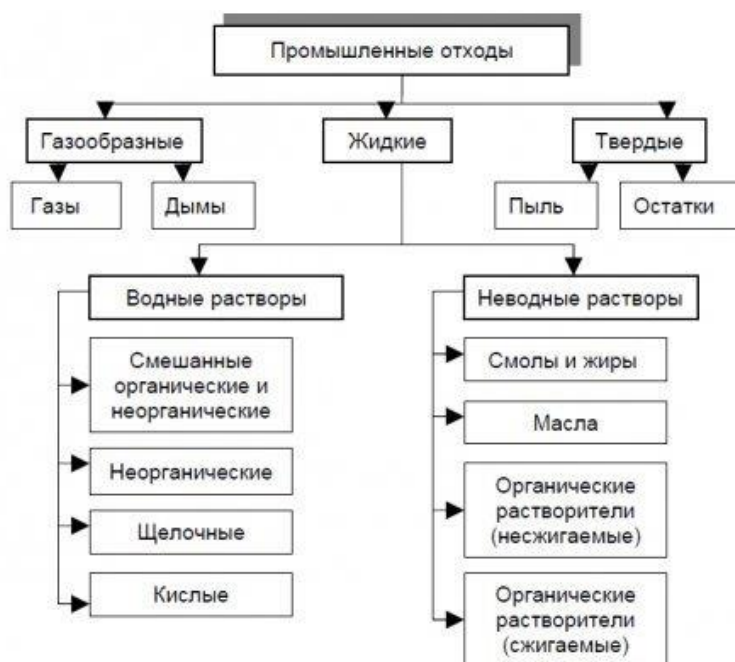 Промышленные отходы
Газообразные
Жидкие
Твердые
Газы
Дымы
Пыль
Остатки
Водные растворы
Неводные растворы
Смешанные
органические и
неорганические
Неорганические
Щелочные
Кислые
Смолы и жиры
Масла
Органические
растворители
(несжигаемые)
Органические
растворители
(сжигаемые)